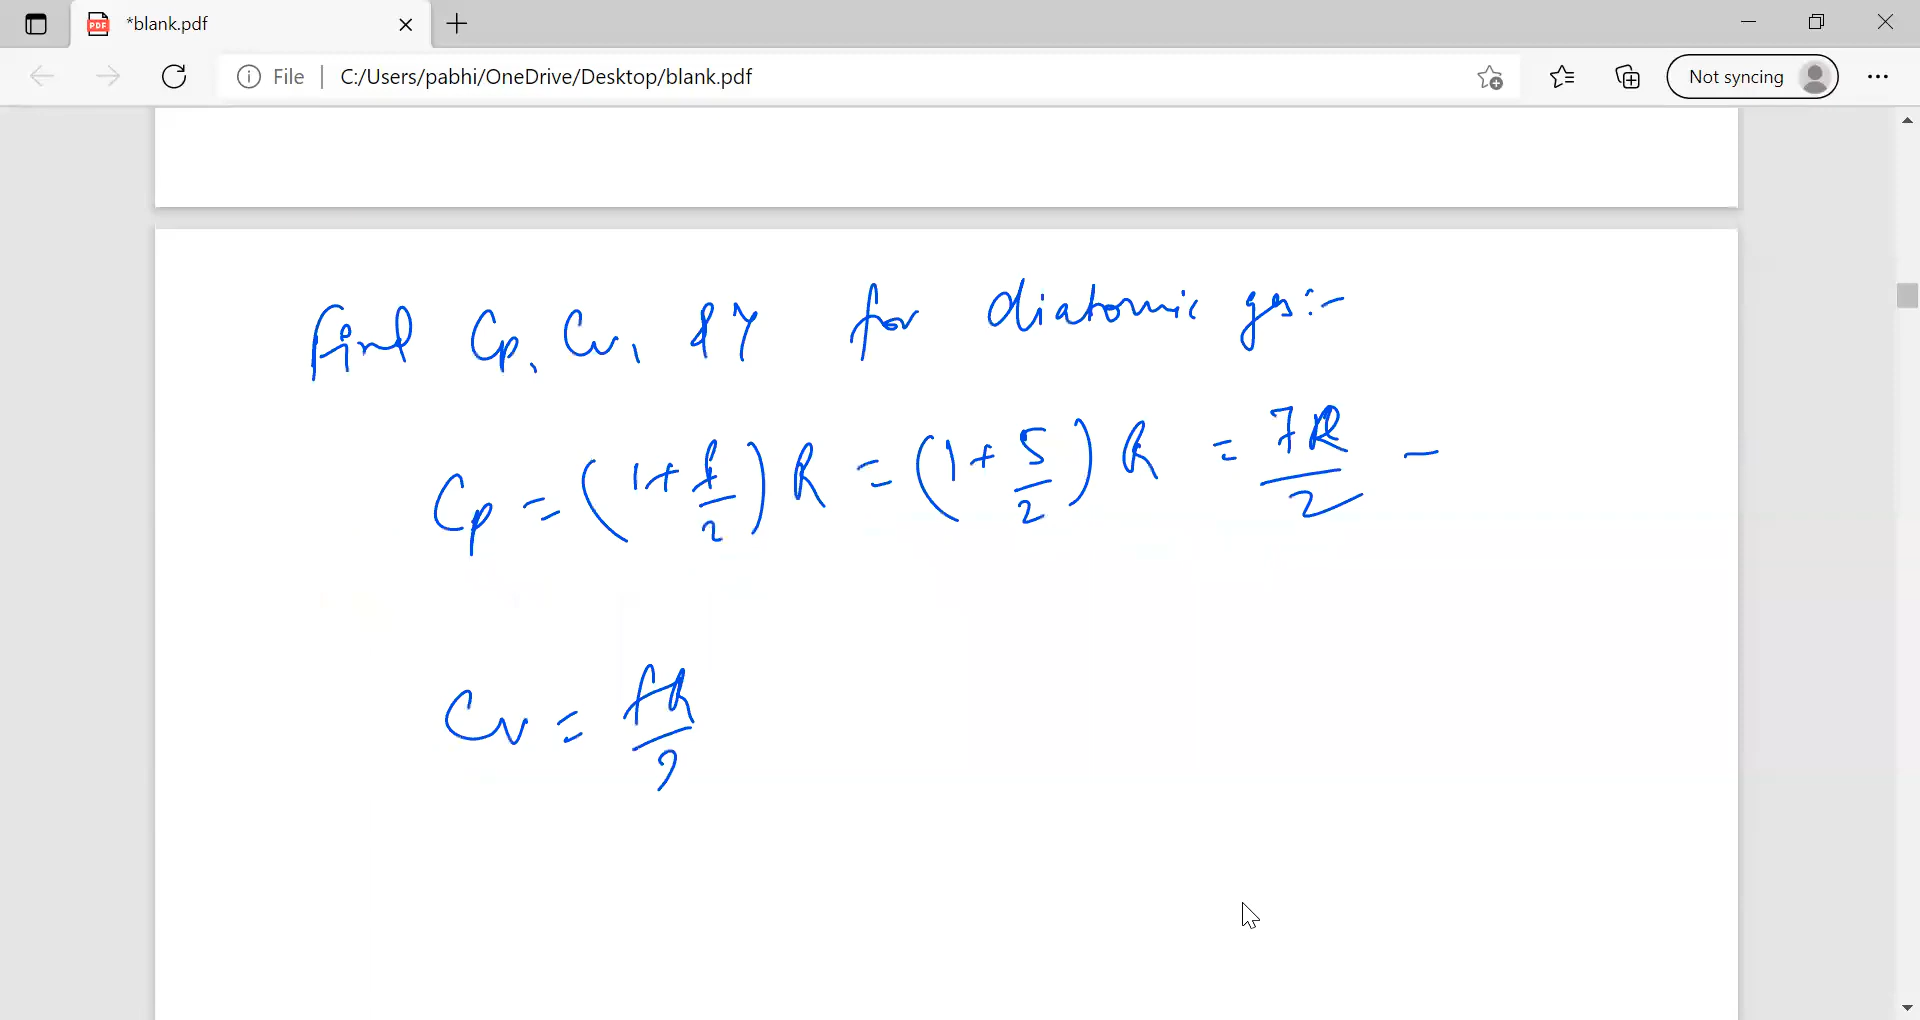 *blank.pdf
File | C:/Users/pabhi/OneDrive/Desktop/blank.pdf
Not syncing
find Cp, Cv, & γ for diatomic gs:-
Cp = (1+f/2)R = (1+5/2)R = 7R/2 -
Cv = fR/2